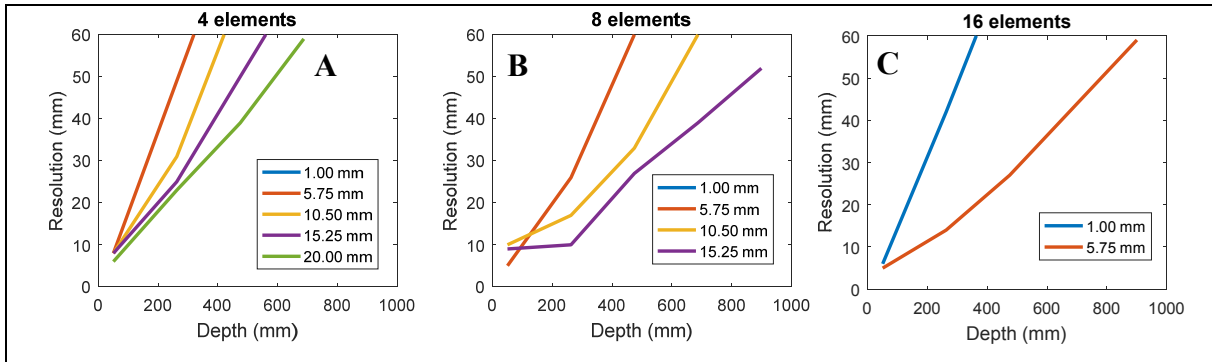 4 elements
A
60
50
40
30
20
10
0
Resolution (mm)
1.00 mm
5.75 mm
10.50 mm
15.25 mm
20.00 mm
0 200 400 600 800 1000
Depth (mm)
8 elements
B
60
50
40
30
20
10
0
Resolution (mm)
1.00 mm
5.75 mm
10.50 mm
15.25 mm
0 200 400 600 800 1000
Depth (mm)
16 elements
C
60
50
40
30
20
10
0
Resolution (mm)
1.00 mm
5.75 mm
0 200 400 600 800 1000
Depth (mm)